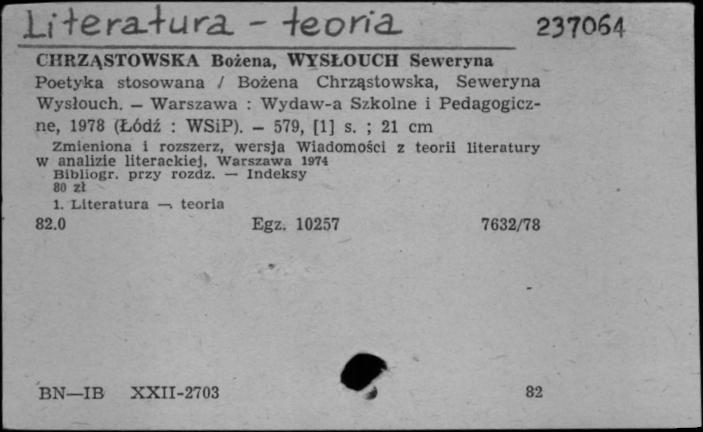 Literatura - teoria 237064
CHRZĄSTOWSKA Bożena, WYSŁOUCH Seweryna
Poetyka stosowana / Bożena Chrząstowska, Seweryna
Wysłouch. — Warszawa : Wydaw-a Szkolne i Pedagogicz-
ne, 1978 (Łódź : WSiP). — 579, [1] s. ; 21 cm
Zmieniona i rozszerz, wersja Wiadomości z teorii literatury
w analizie literackiej, Warszawa 1974
Bibliogr. przy rozdz. — Indeksy
80 zł
1. Literatura — teoria
82.0 Egz. 10257 7632/78
BN—IB XXII-2703 82